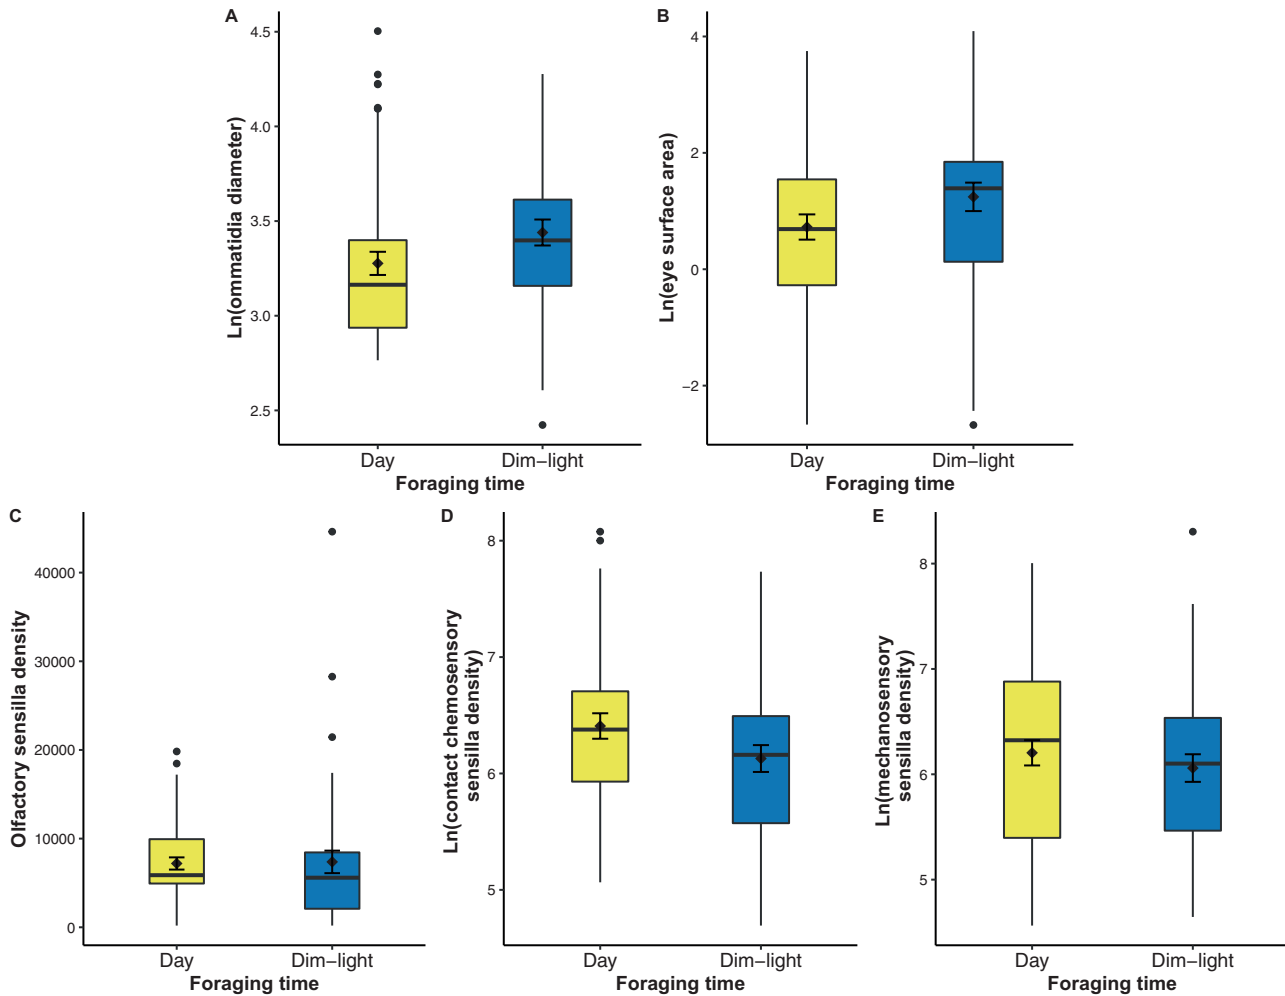 A
Ln(ommatidia diameter)
4.5
4.0
3.5
3.0
2.5
Day
Dim−light
Foraging time
B
Ln(eye surface area)
4
2
0
−2
Day
Dim−light
Foraging time
C
Olfactory sensilla density
40000
30000
20000
10000
0
Day
Dim−light
Foraging time
D
Ln(contact chemosensory
sensilla density)
8
7
6
5
Day
Dim−light
Foraging time
E
Ln(mechanosensory
sensilla density)
8
7
6
5
Day
Dim−light
Foraging time